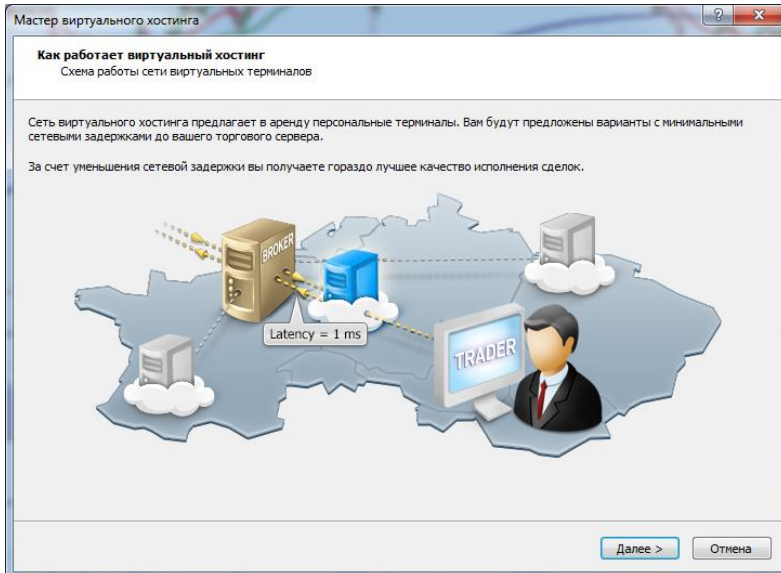 Мастер виртуального хостинга
Как работает виртуальный хостинг
Схема работы сети виртуальных терминалов
Сеть виртуального хостинга предлагает в аренду персональные терминалы. Вам будут предложены варианты с минимальными
сетевыми задержками до вашего торгового сервера.
За счет уменьшения сетевой задержки вы получаете гораздо лучшее качество исполнения сделок.
BROKER
Latency = 1 ms
TRADER
Далее >
Отмена